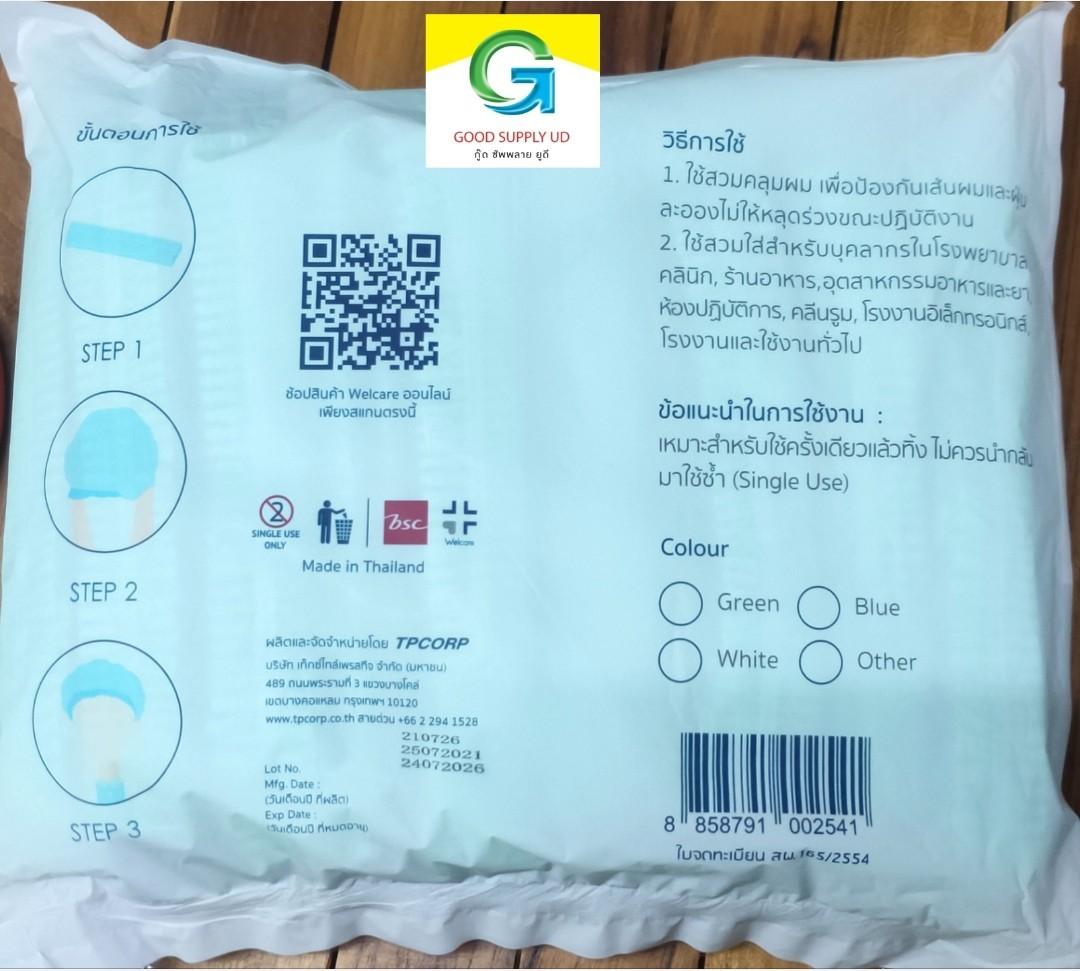 GOOD SUPPLY UD
กู๊ด ซัพพลาย ยูดี
ขั้นตอนการใช้
STEP 1
STEP 2
STEP 3
ช้อปสินค้า Welcare ออนไลน์
เพียงสแกนตรงนี้
2
SINGLE USE
ONLY
bsc
Welcare
Made in Thailand
ผลิตและจัดจำหน่ายโดย TPCORP
บริษัท เท็กซ์ไทล์เพรสทีจ จำกัด (มหาชน)
489 ถนนพระรามที่ 3 แขวงบางโคล่
เขตบางคอแหลม กรุงเทพฯ 10120
www.tpcorp.co.th สายด่วน +66 2 294 1528
210726
25072021
24072026
Lot No.
Mfg. Date :
(วันเดือนปี ที่ผลิต)
Exp Date :
(วันเดือนปี ที่หมดอายุ)
วิธีการใช้
1. ใช้สวมคลุมผม เพื่อป้องกันเส้นผมและฝุ่น
ละอองไม่ให้หลุดร่วงขณะปฏิบัติงาน
2. ใช้สวมใส่สำหรับบุคลากรในโรงพยาบาล
คลินิก, ร้านอาหาร,อุตสาหกรรมอาหารและยา,
ห้องปฏิบัติการ, คลีนรูม, โรงงานอิเล็กทรอนิกส์,
โรงงานและใช้งานทั่วไป
ข้อแนะนำในการใช้งาน :
เหมาะสำหรับใช้ครั้งเดียวแล้วทิ้ง ไม่ควรนำกลับ
มาใช้ซ้ำ (Single Use)
Colour
Green
Blue
White
Other
8 858791 002541
ใบจดทะเบียน สผ. 165/2554